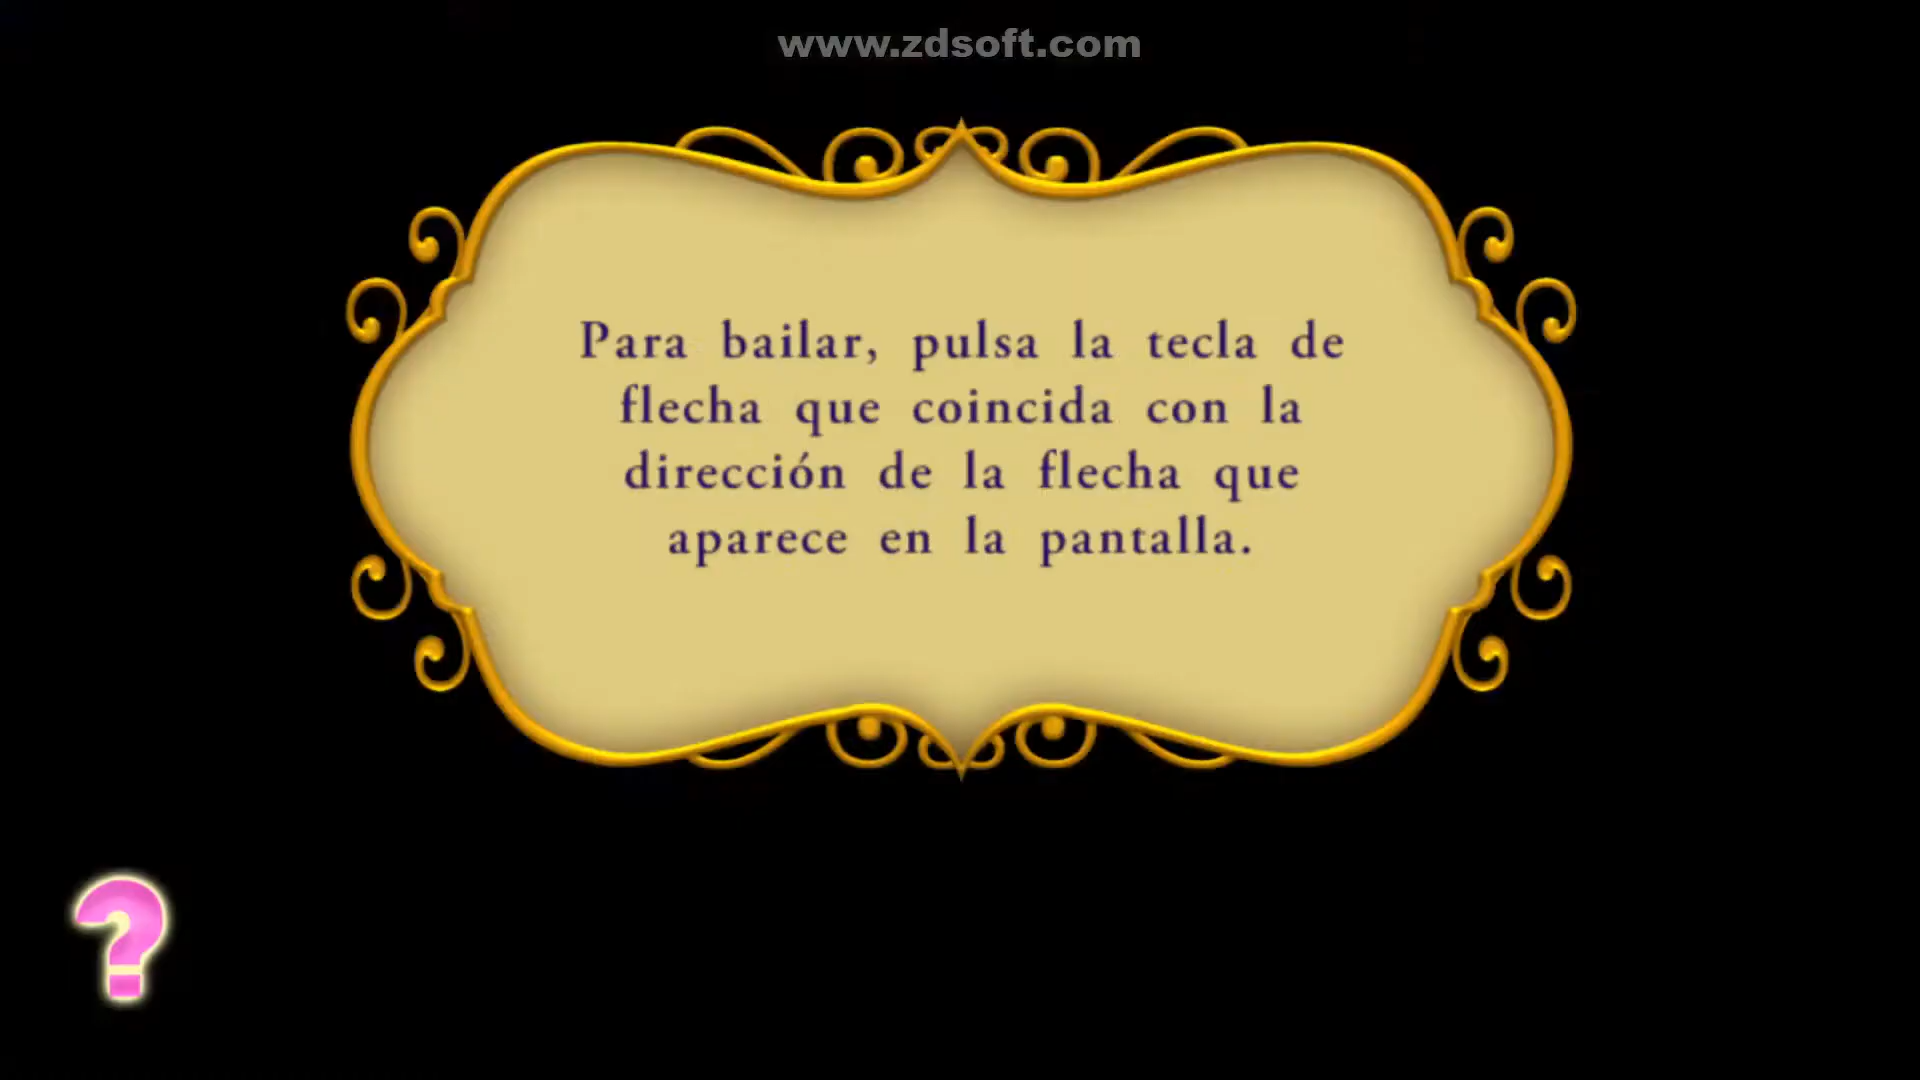 www.zdsoft.com
Para bailar, pulsa la tecla de
flecha que coincida con la
dirección de la flecha que
aparece en la pantalla.
?